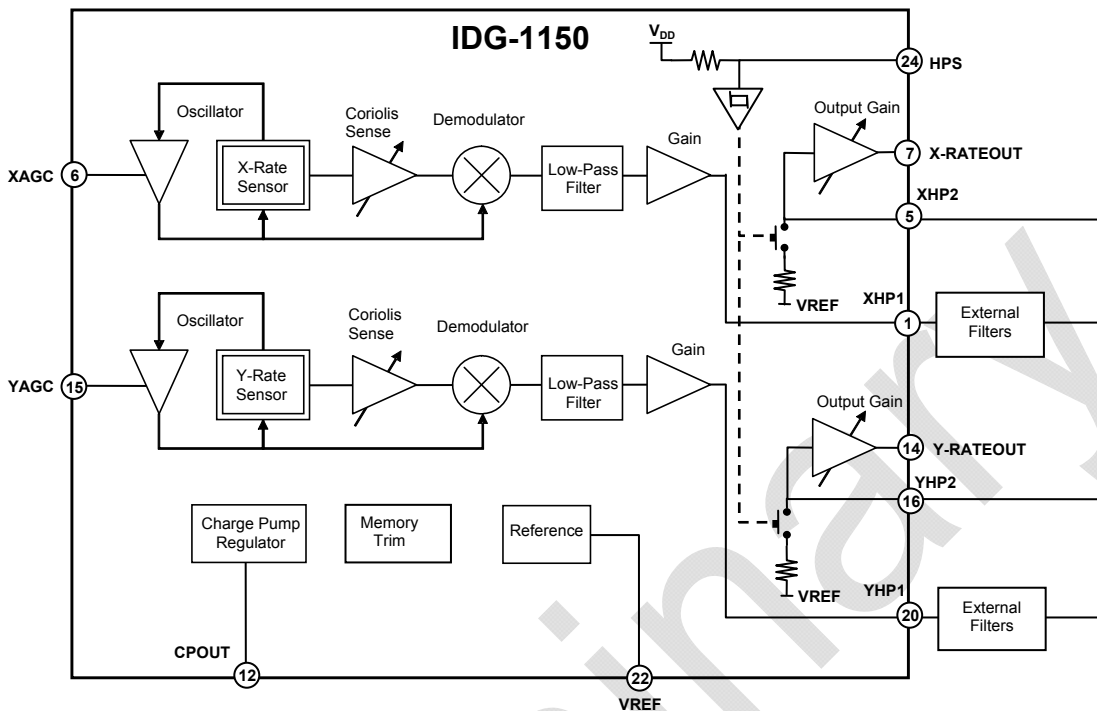 IDG-1150
VDD
24
HPS
Oscillator
Coriolis
Sense
Demodulator
Output Gain
Gain
XAGC
6
X-Rate
Sensor
Low-Pass
Filter
7
X-RATEOUT
XHP2
5
VREF
XHP1
1
External
Filters
Oscillator
Coriolis
Sense
Demodulator
Gain
YAGC
15
Y-Rate
Sensor
Low-Pass
Filter
Output Gain
14
Y-RATEOUT
YHP2
16
Charge Pump
Regulator
Memory
Trim
Reference
VREF
YHP1
20
External
Filters
CPOUT
12
22
VREF
inary